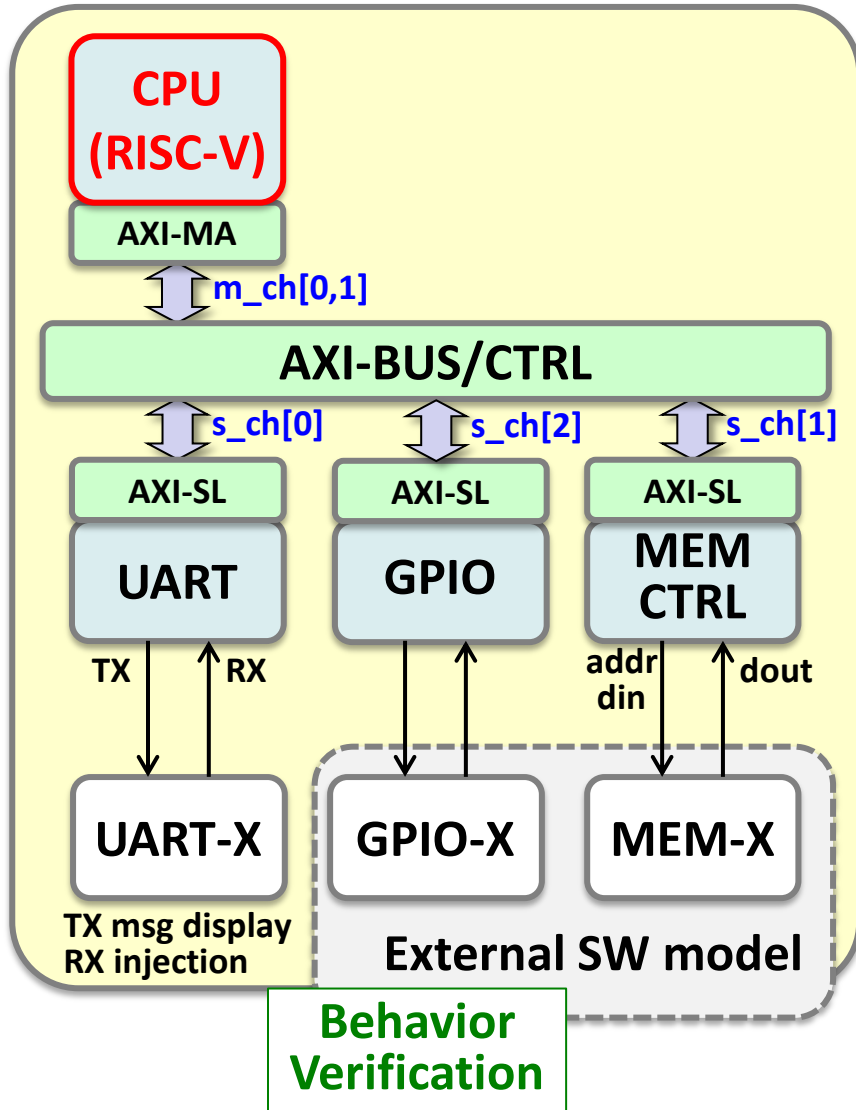 CPU
(RISC-V)
AXI-MA
m_ch[0,1]
AXI-BUS/CTRL
s_ch[0]
s_ch[2]
s_ch[1]
AXI-SL
AXI-SL
AXI-SL
UART
GPIO
MEM
CTRL
TX
RX
addr
din
dout
UART-X
GPIO-X
MEM-X
TX msg display
RX injection
External SW model
Behavior
Verification